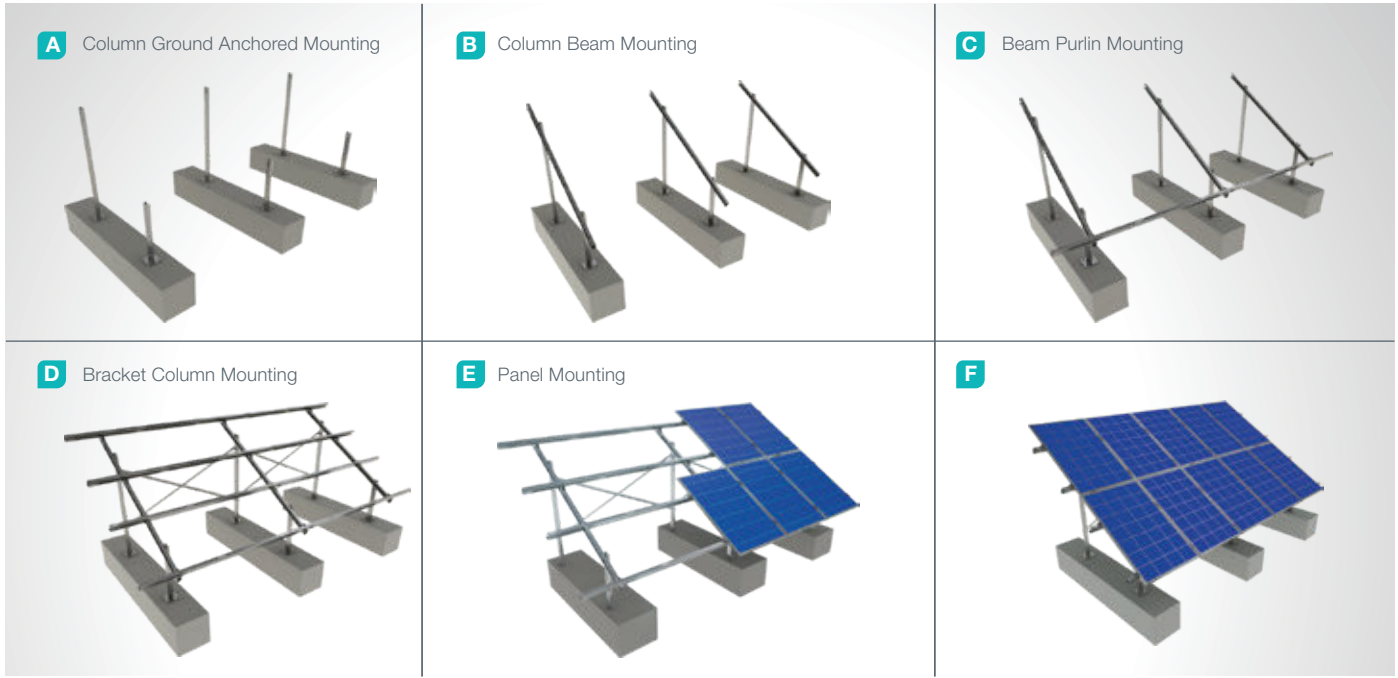 A Column Ground Anchored Mounting
B Column Beam Mounting
C Beam Purlin Mounting
D Bracket Column Mounting
E Panel Mounting
F